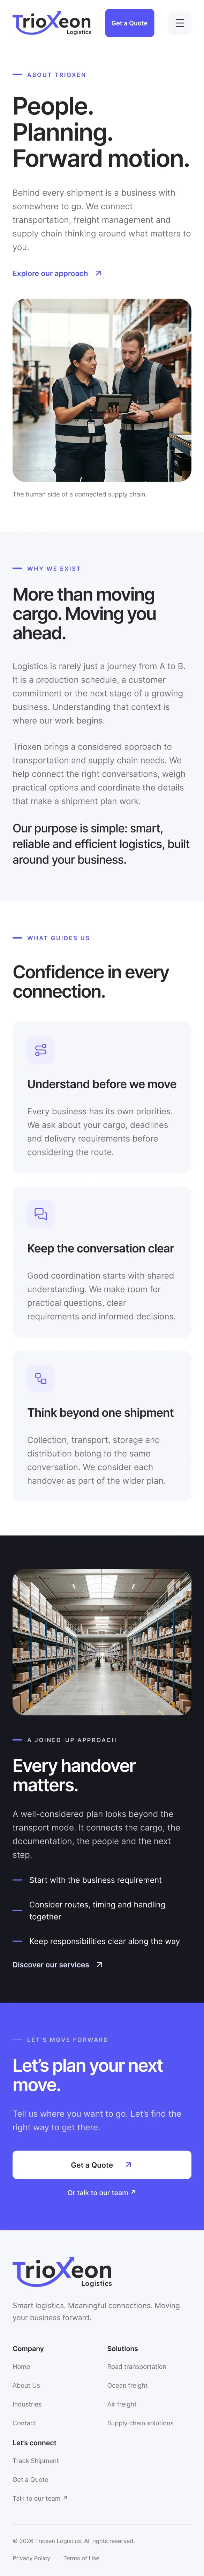 TrioXeon
Logistics
Get a Quote
ABOUT TRIOXEN
People.
Planning.
Forward motion.
Behind every shipment is a business with
somewhere to go. We connect
transportation, freight management and
supply chain thinking around what matters to
you.
Explore our approach
The human side of a connected supply chain.
WHY WE EXIST
More than moving
cargo. Moving you
ahead.
Logistics is rarely just a journey from A to B.
It is a production schedule, a customer
commitment or the next stage of a growing
business. Understanding that context is
where our work begins.
Trioxen brings a considered approach to
transportation and supply chain needs. We
help connect the right conversations, weigh
practical options and coordinate the details
that make a shipment plan work.
Our purpose is simple: smart,
reliable and efficient logistics, built
around your business.
WHAT GUIDES US
Confidence in every
connection.
Understand before we move
Every business has its own priorities.
We ask about your cargo, deadlines
and delivery requirements before
considering the route.
Keep the conversation clear
Good coordination starts with shared
understanding. We make room for
practical questions, clear
requirements and informed decisions.
Think beyond one shipment
Collection, transport, storage and
distribution belong to the same
conversation. We consider each
handover as part of the wider plan.
A JOINED-UP APPROACH
Every handover
matters.
A well-considered plan looks beyond the
transport mode. It connects the cargo, the
documentation, the people and the next
step.
Start with the business requirement
Consider routes, timing and handling
together
Keep responsibilities clear along the way
Discover our services
LET'S MOVE FORWARD
Let's plan your next
move.
Tell us where you want to go. Let's find the
right way to get there.
Get a Quote
Or talk to our team ↗
TrioXeon
Logistics
Smart logistics. Meaningful connections. Moving
your business forward.
Company
Solutions
Home
Road transportation
About Us
Ocean freight
Industries
Air freight
Contact
Supply chain solutions
Let's connect
Track Shipment
Get a Quote
Talk to our team ↗
© 2026 Trioxen Logistics. All rights reserved.
Privacy Policy
Terms of Use